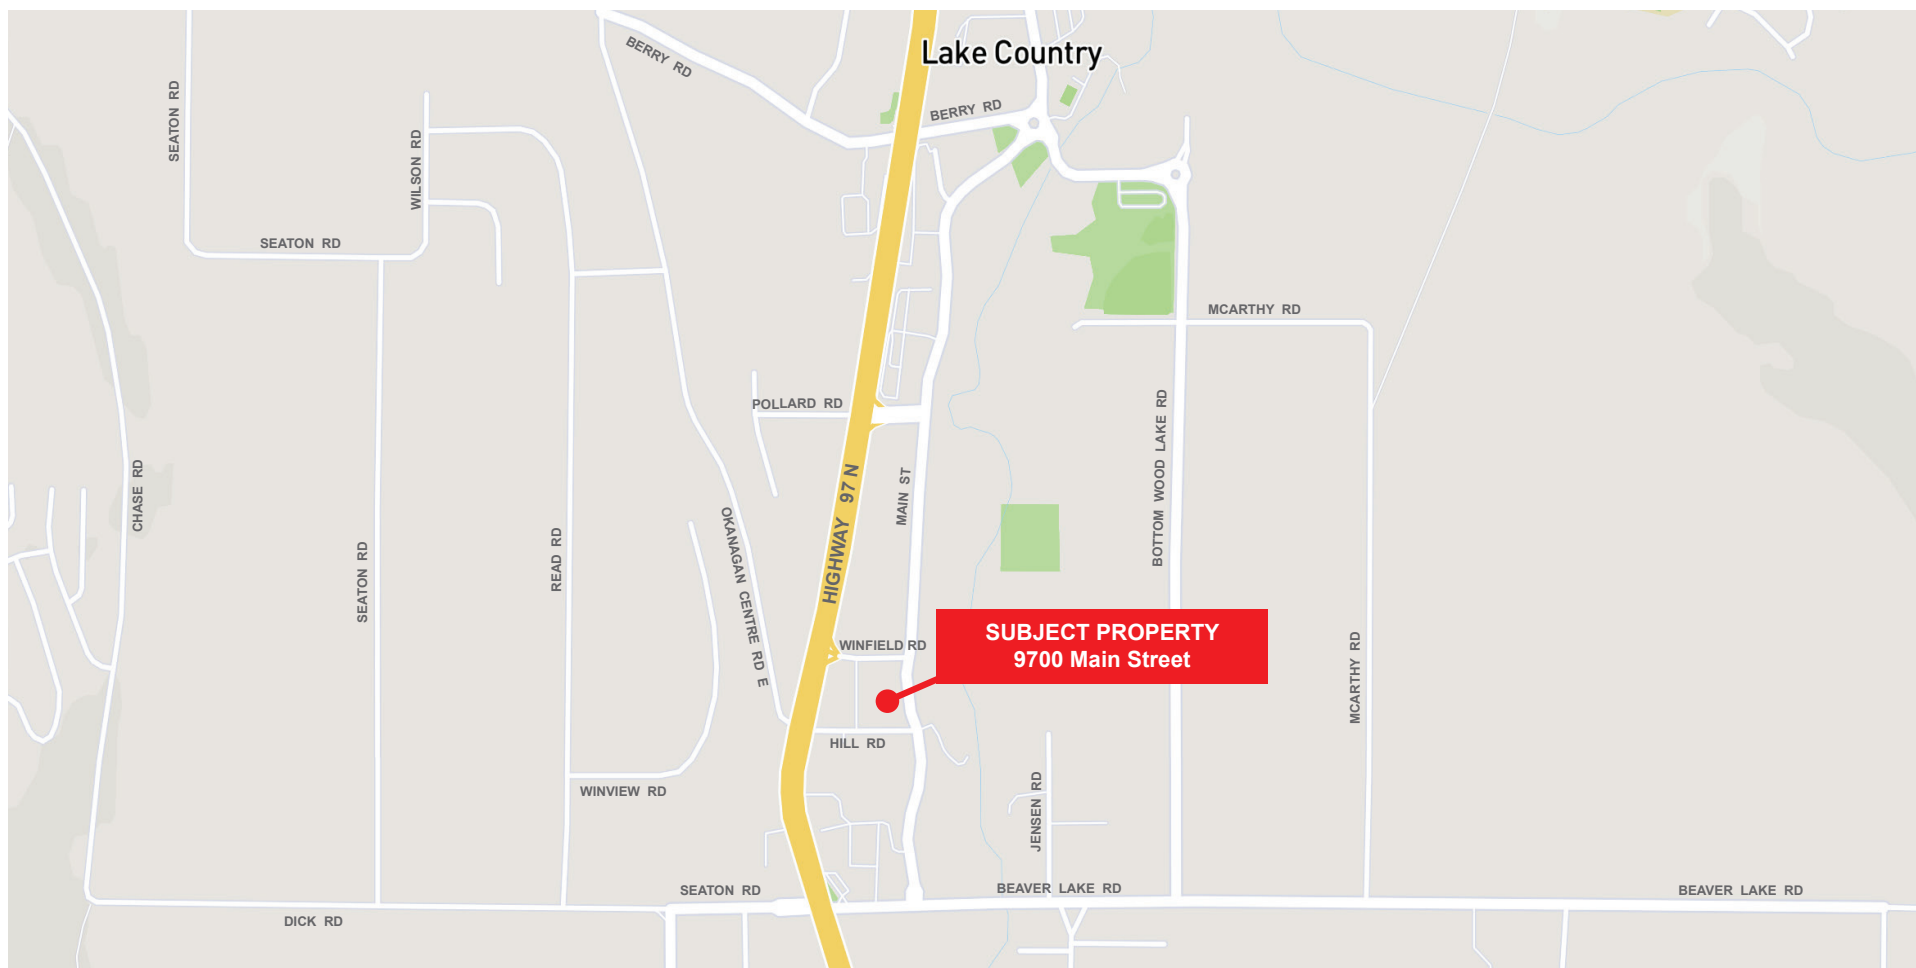 Lake Country
BERRY RD
BERRY RD
SEATON RD
WILSON RD
SEATON RD
MCARTHY RD
POLLARD RD
BOTTOM WOOD LAKE RD
CHASE RD
HIGHWAY 97 N
MAIN ST
OKANAGAN CENTRE RD E
SEATON RD
READ RD
SUBJECT PROPERTY
9700 Main Street
WINFIELD RD
MCARTHY RD
HILL RD
WINVIEW RD
JENSEN RD
SEATON RD
BEAVER LAKE RD
BEAVER LAKE RD
DICK RD